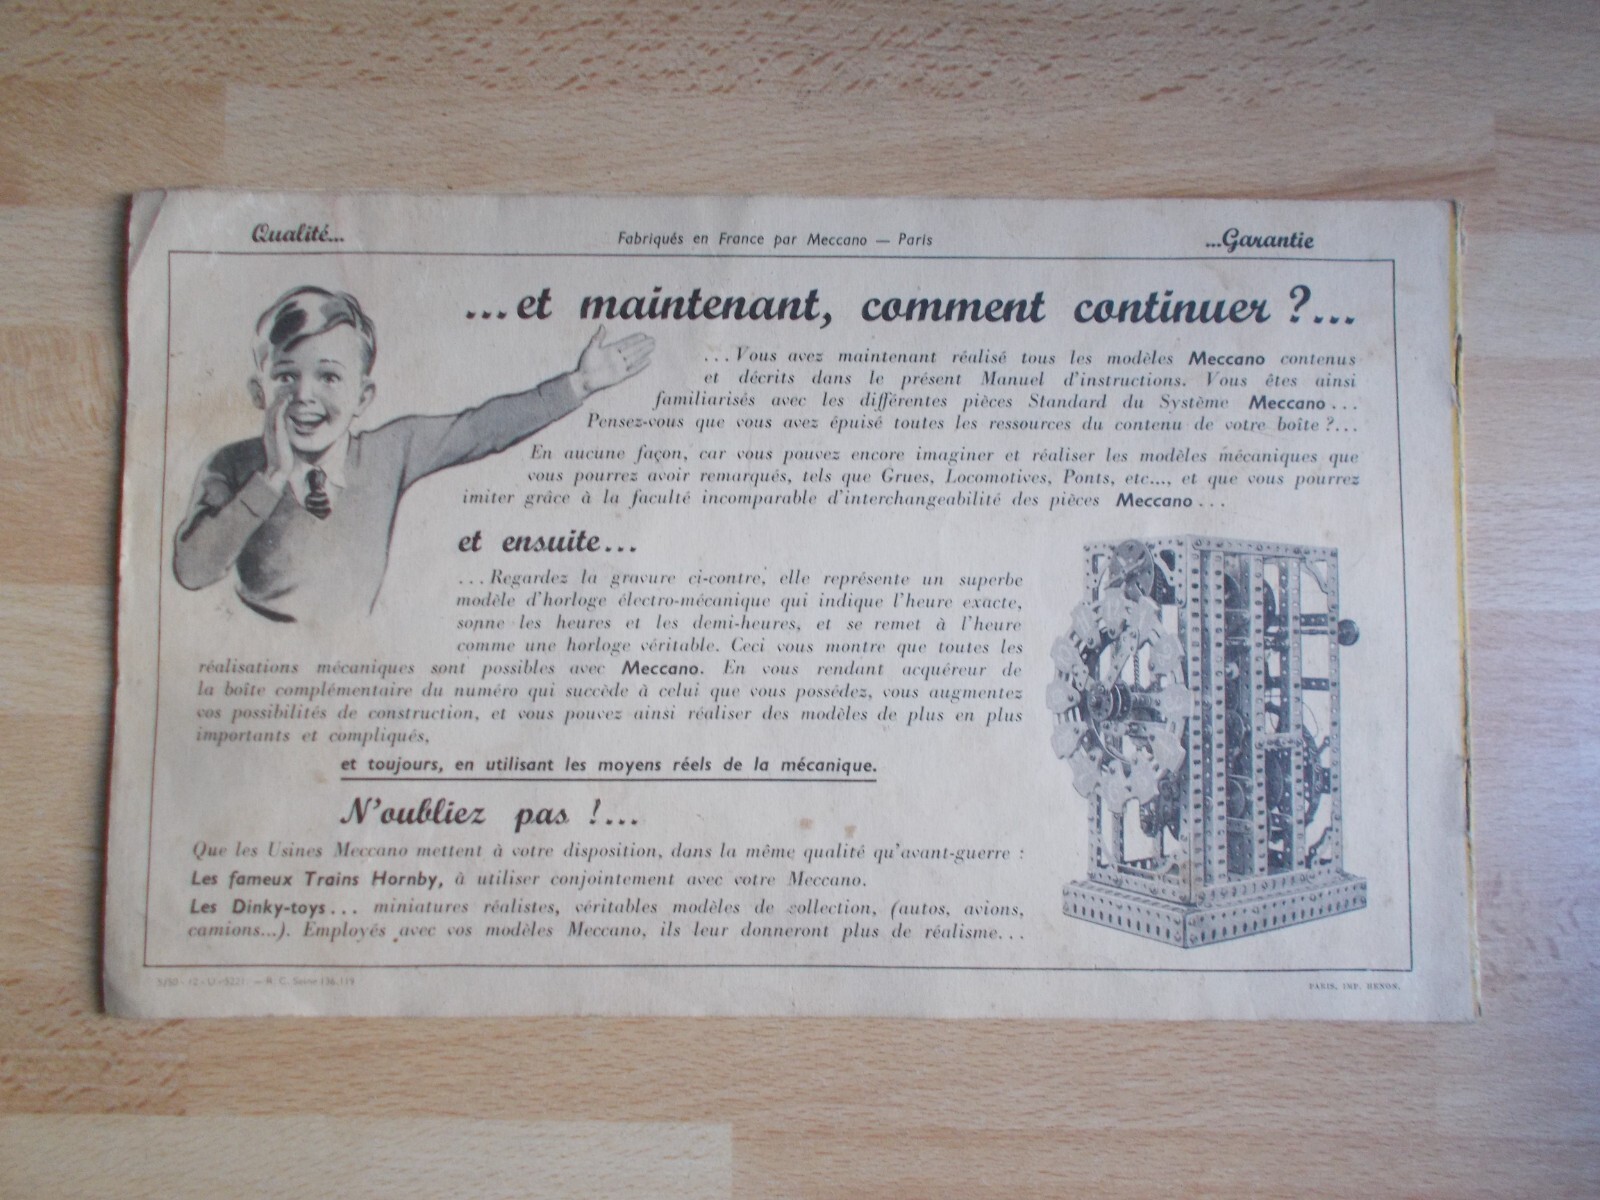 Qualité...
Fabriqués en France par Meccano — Paris
...Garantie
...et maintenant, comment continuer ?...
...Vous avez maintenant réalisé tous les modèles Meccano contenus
et décrits dans le présent Manuel d'instructions. Vous êtes ainsi
familiarisés avec les différentes pièces Standard du Système Meccano...
Pensez-vous que vous avez épuisé toutes les ressources du contenu de votre boîte ?...
En aucune façon, car vous pouvez encore imaginer et réaliser les modèles mécaniques que
vous pourrez avoir remarqués, tels que Grues, Locomotives, Ponts, etc..., et que vous pourrez
imiter grâce à la faculté incomparable d'interchangeabilité des pièces Meccano...
et ensuite...
...Regardez la gravure ci-contre, elle représente un superbe
modèle d'horloge électro-mécanique qui indique l'heure exacte,
sonne les heures et les demi-heures, et se remet à l'heure
comme une horloge véritable. Ceci vous montre que toutes les
réalisations mécaniques sont possibles avec Meccano. En vous rendant acquéreur de
la boîte complémentaire du numéro qui succède à celui que vous possédez, vous augmentez
vos possibilités de construction, et vous pouvez ainsi réaliser des modèles de plus en plus
importants et compliqués,
et toujours, en utilisant les moyens réels de la mécanique.
N'oubliez pas !...
Que les Usines Meccano mettent à votre disposition, dans la même qualité qu'avant-guerre :
Les fameux Trains Hornby, à utiliser conjointement avec votre Meccano.
Les Dinky-toys... miniatures réalistes, véritables modèles de collection, (autos, avions,
camions...). Employés avec vos modèles Meccano, ils leur donneront plus de réalisme...
R. C. Seine 136.119
PARIS, IMP. HENON.